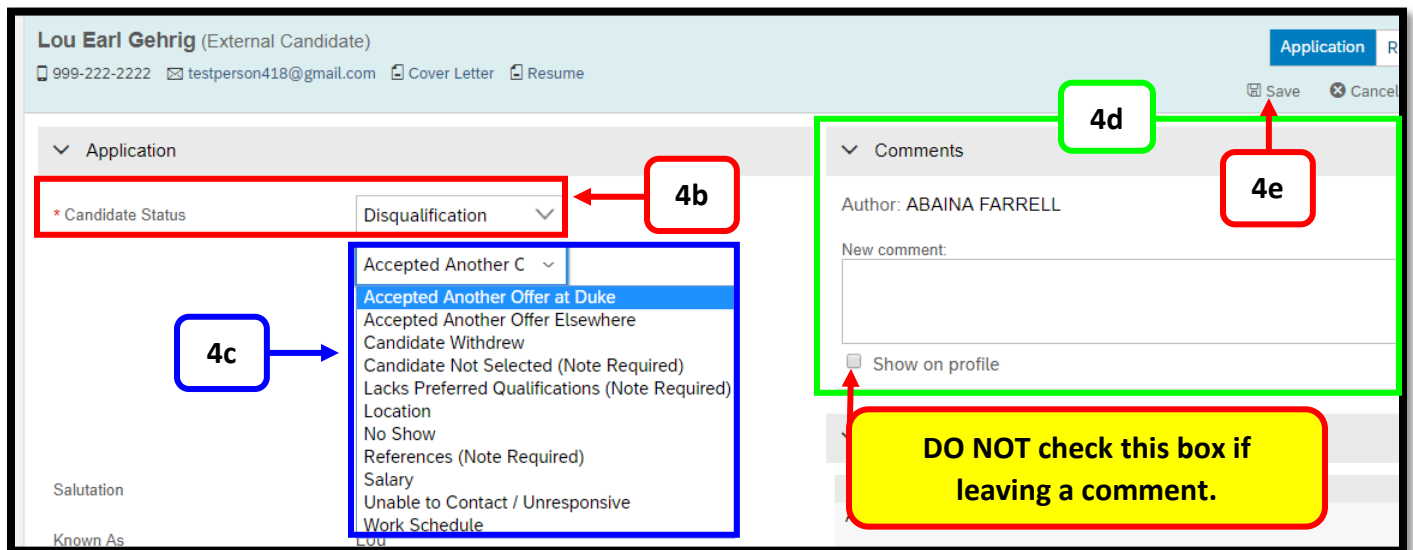 Lou Earl Gehrig (External Candidate)
999-222-2222 testperson418@gmail.com Cover Letter Resume
Application R
Save Cancel
4d
4e
Application
4b
* Candidate Status
Disqualification
Accepted Another C
Accepted Another Offer at Duke
Accepted Another Offer Elsewhere
Candidate Withdrew
Candidate Not Selected (Note Required)
Lacks Preferred Qualifications (Note Required)
Location
No Show
References (Note Required)
Salary
Unable to Contact / Unresponsive
Work Schedule
4c
Salutation
Known As
Lou
Comments
Author: ABAINA FARRELL
New comment:
Show on profile
DO NOT check this box if
leaving a comment.